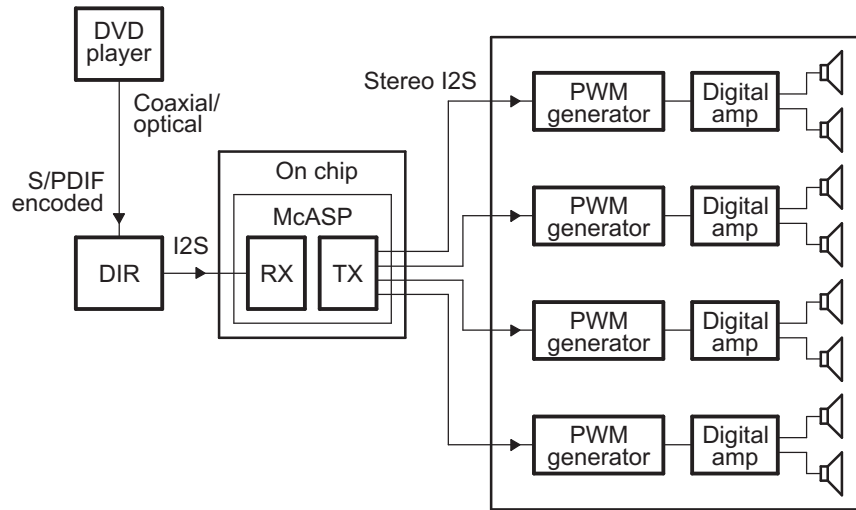 DVD
player
Coaxial/
optical
S/PDIF
encoded
DIR
I2S
On chip
McASP
RX
TX
Stereo I2S
PWM
generator
Digital
amp
PWM
generator
Digital
amp
PWM
generator
Digital
amp
PWM
generator
Digital
amp